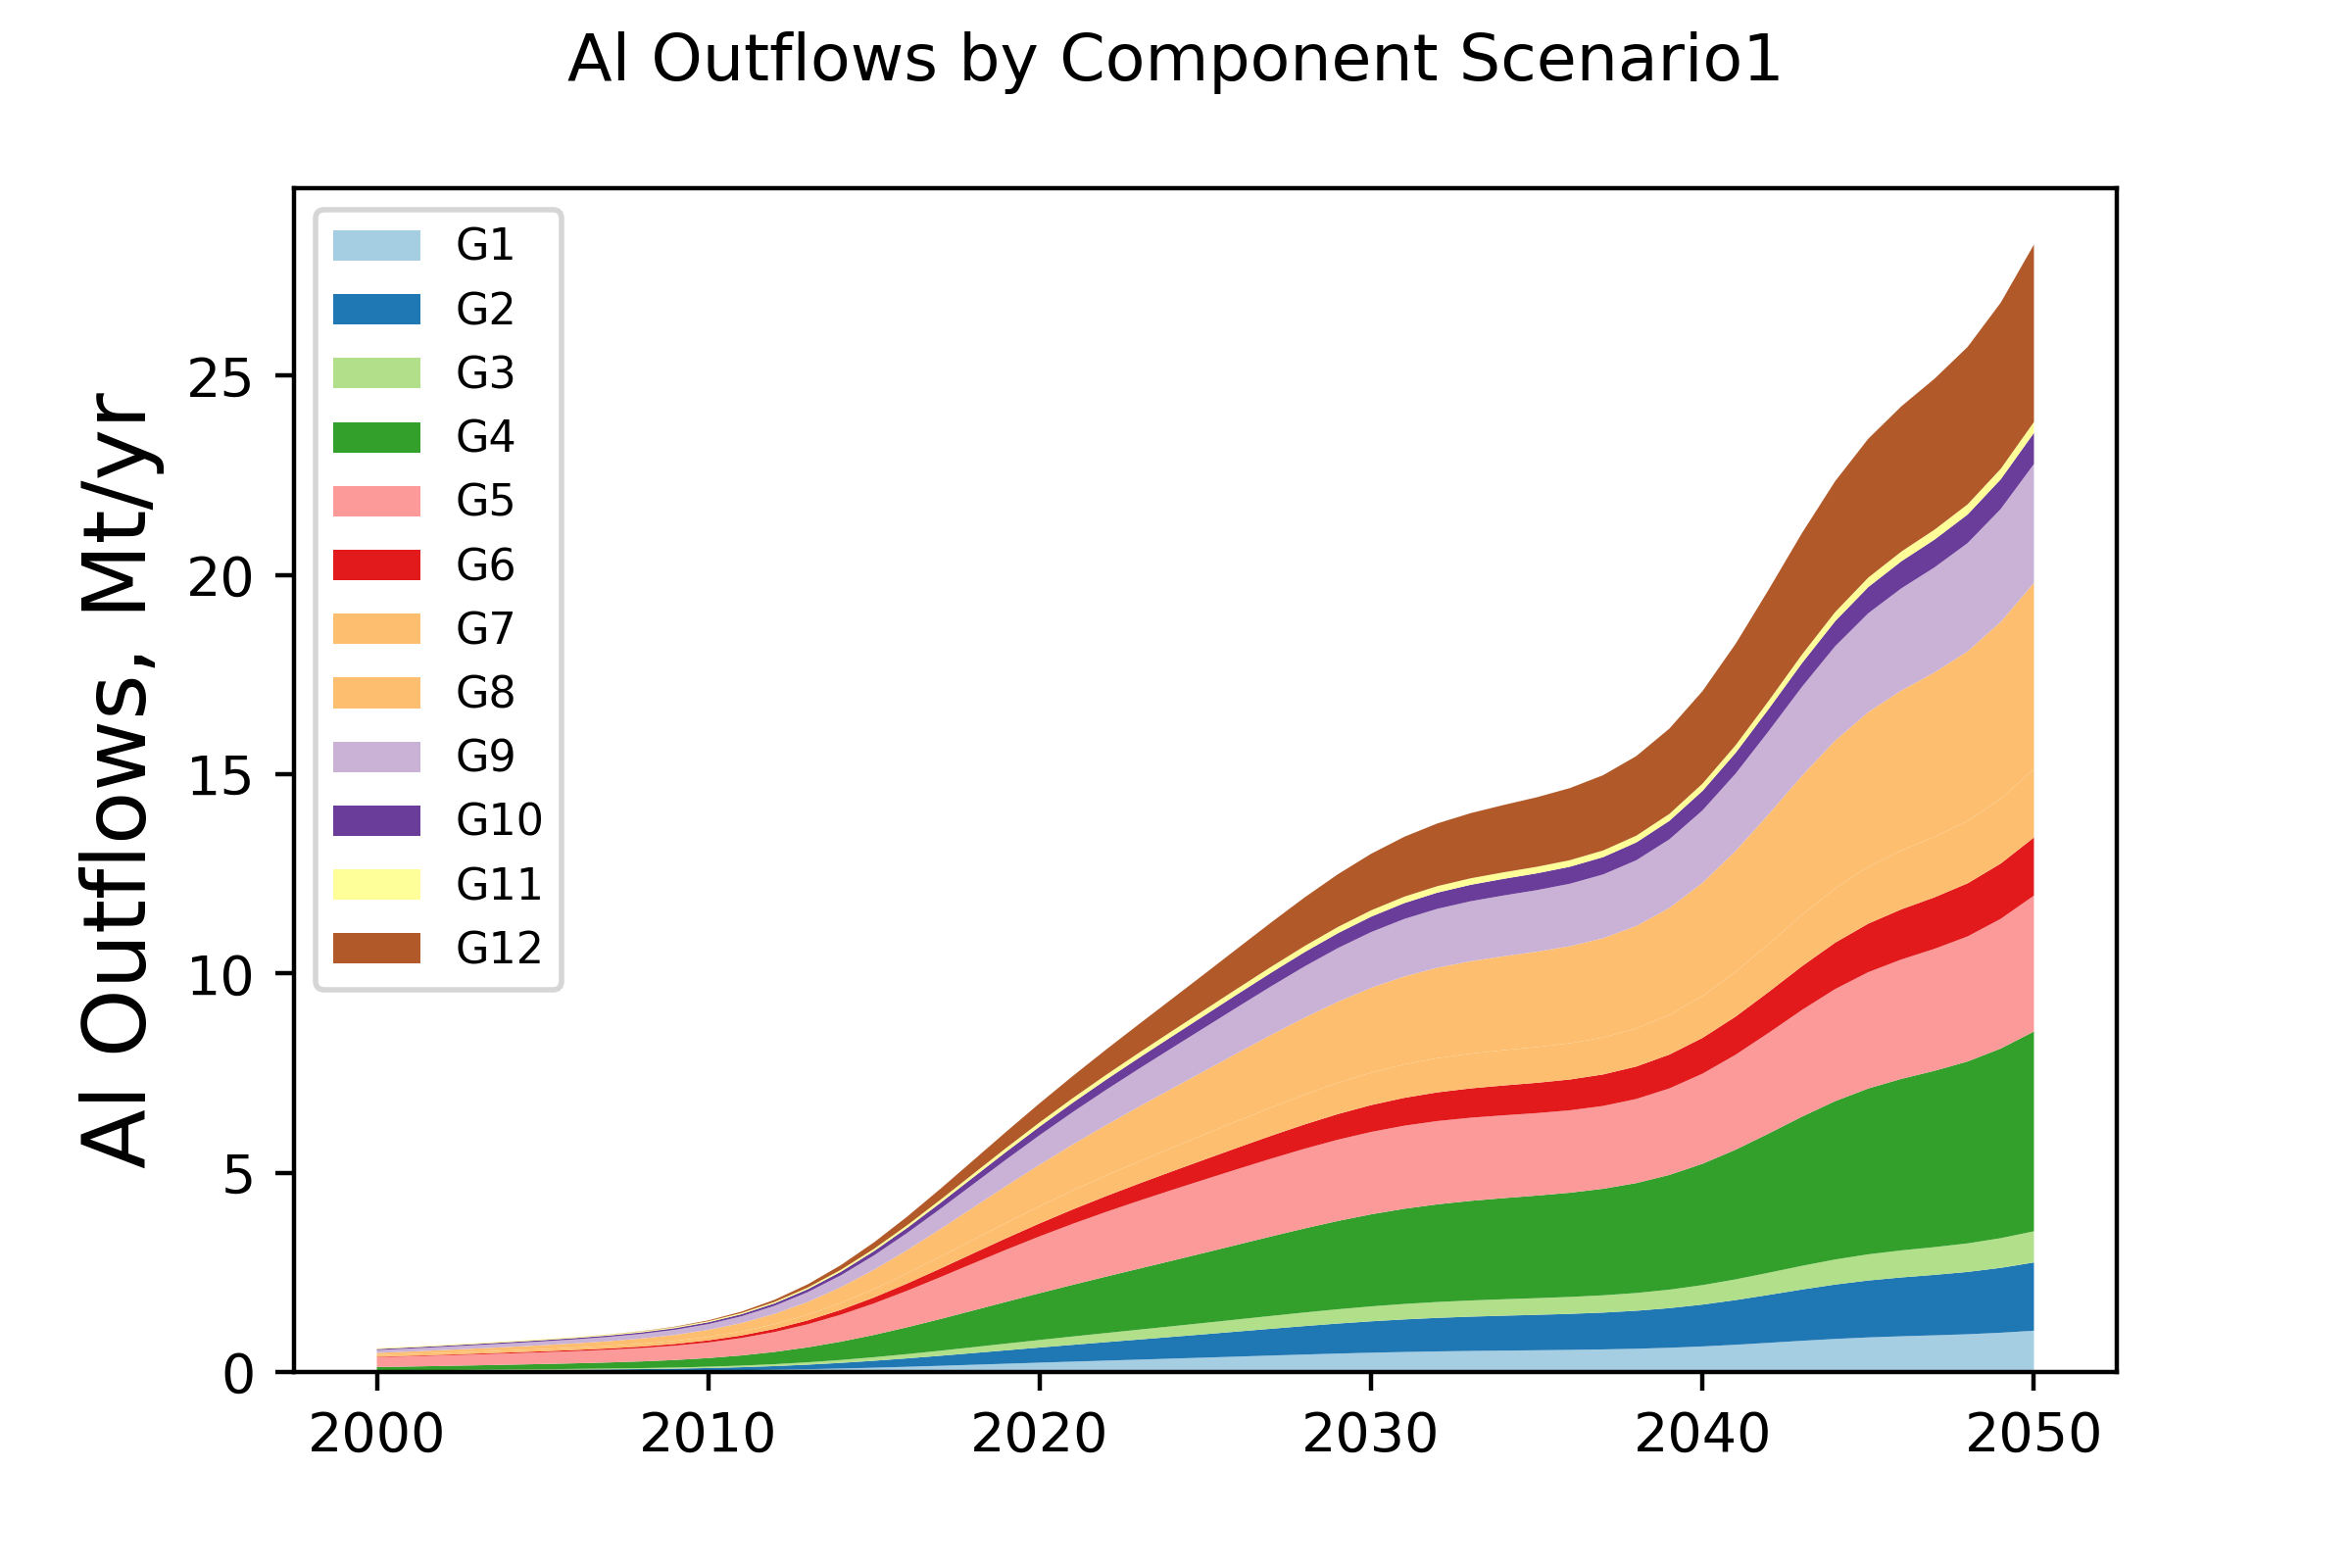 Al Outflows by Component Scenario1
Al Outflows, Mt/yr
25
20
15
10
5
0
G1
G2
G3
G4
G5
G6
G7
G8
G9
G10
G11
G12
2000 2010 2020 2030 2040 2050